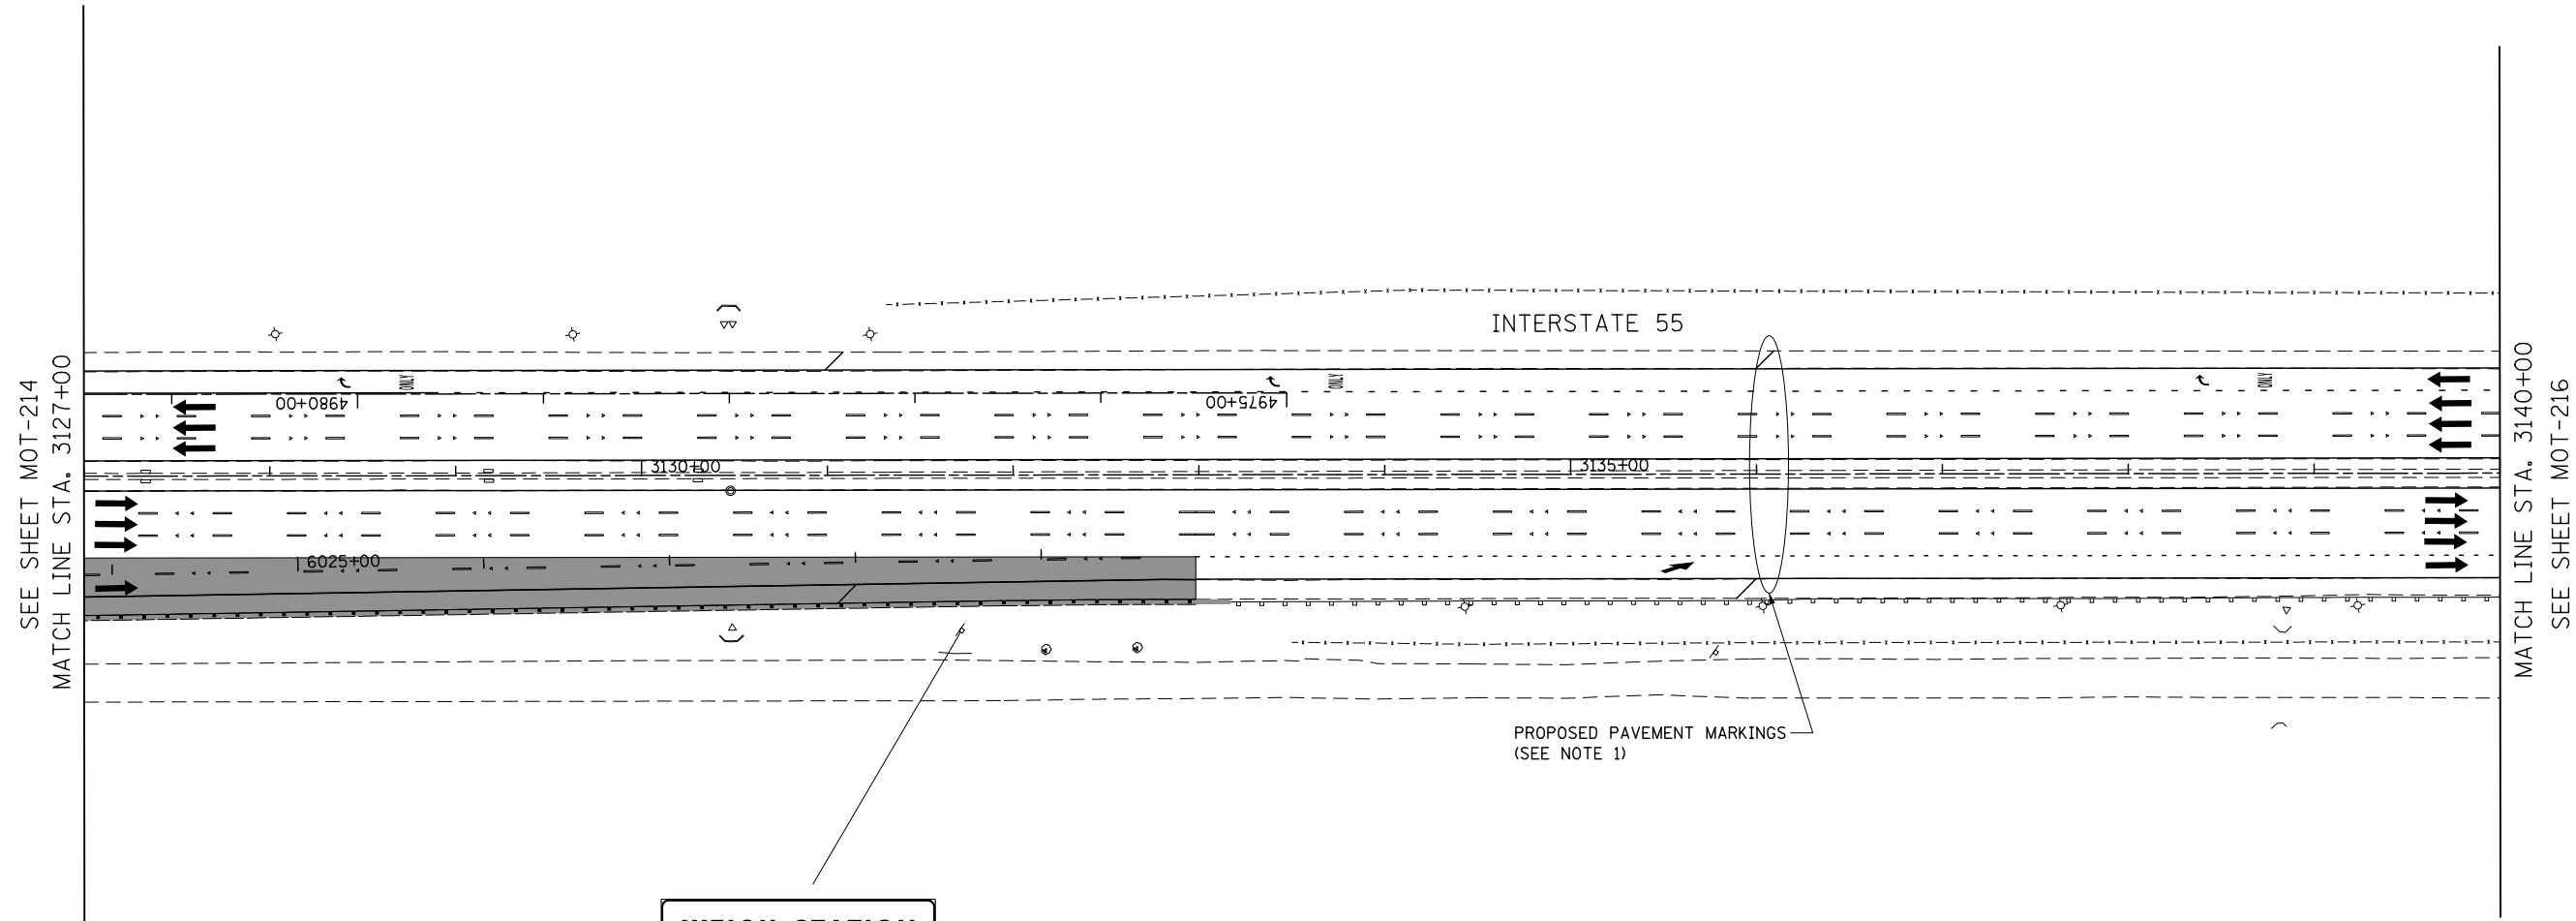 SEE SHEET MOT-214
MATCH LINE STA. 3127+00
INTERSTATE 55
ONLY
ONLY
ONLY
4980+00
4975+00
3130+00
3135+00
6025+00
PROPOSED PAVEMENT MARKINGS
(SEE NOTE 1)
MATCH LINE STA. 3140+00
SEE SHEET MOT-216